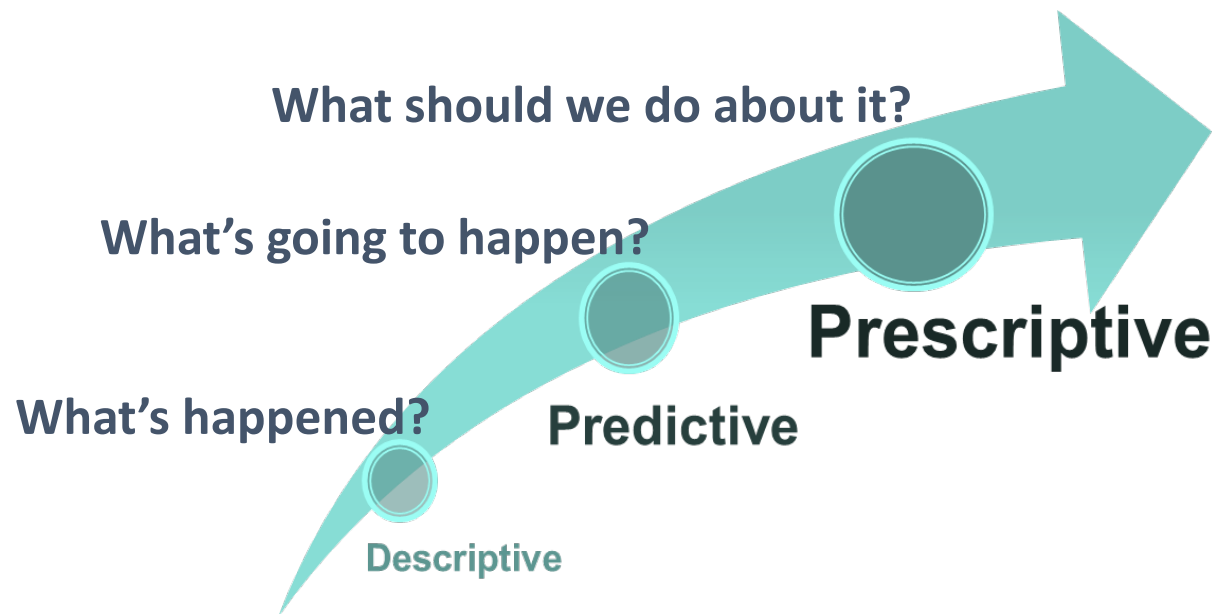 What should we do about it?
What's going to happen?
Prescriptive
What's happened?
Predictive
Descriptive